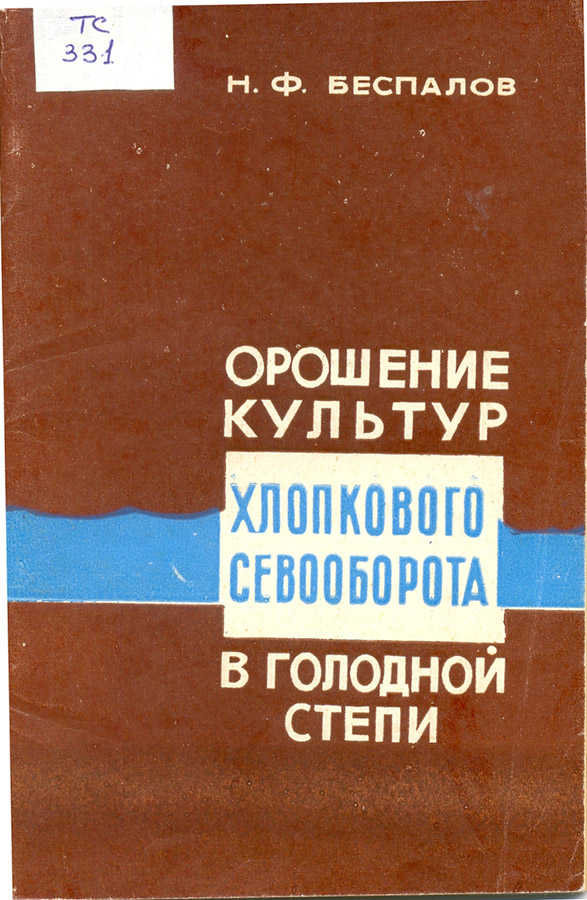 ТС
331
Н. Ф. БЕСПАЛОВ
ОРОШЕНИЕ
КУЛЬТУР
ХЛОПКОВОГО
СЕВООБОРОТА
В ГОЛОДНОЙ
СТЕПИ